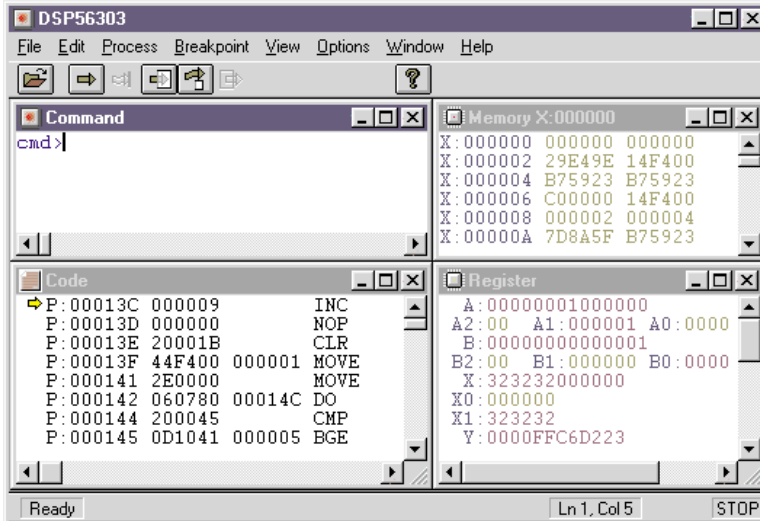 DSP56303
File Edit Process Breakpoint View Options Window Help
Command
cmd>
Memory X:000000
X:000000 000000 000000
X:000002 29E49E 14F400
X:000004 B75923 B75923
X:000006 C00000 14F400
X:000008 000002 000004
X:00000A 7D8A5F B75923
Code
P:00013C 000009 INC
P:00013D 000000 NOP
P:00013E 20001B CLR
P:00013F 44F400 000001 MOVE
P:000141 2E0000 MOVE
P:000142 060780 00014C DO
P:000144 200045 CMP
P:000145 0D1041 000005 BGE
Register
A:00000001000000
A2:00 A1:000001 A0:0000
B:00000000000001
B2:00 B1:000000 B0:0000
X:323232000000
X0:000000
X1:323232
Y:0000FFC6D223
Ready Ln 1, Col 5 STOP